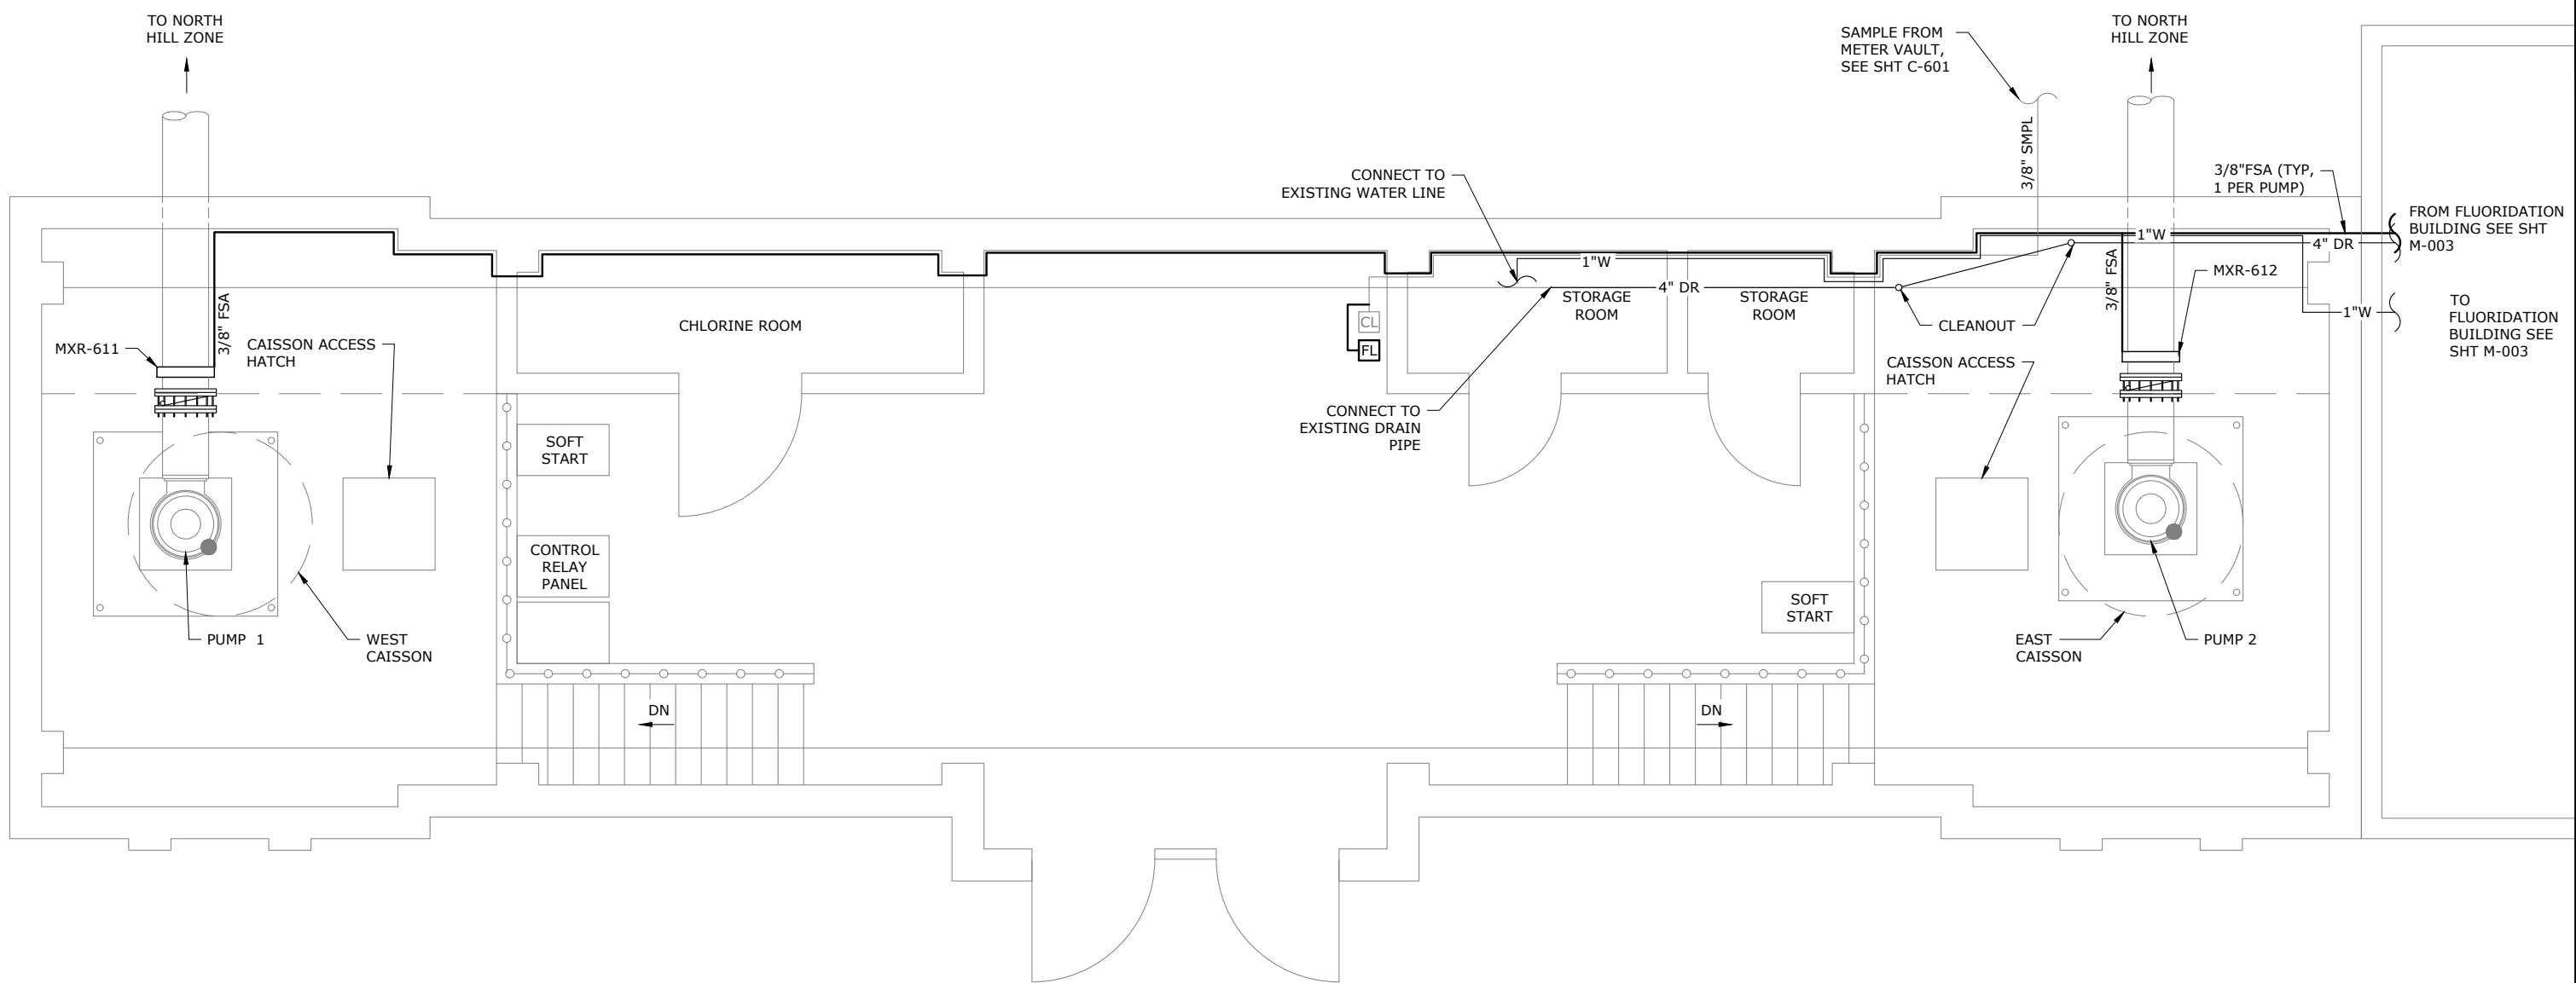 TO NORTH
HILL ZONE
TO NORTH
HILL ZONE
SAMPLE FROM
METER VAULT,
SEE SHT C-601
3/8" SMPL
CONNECT TO
EXISTING WATER LINE
3/8"FSA (TYP,
1 PER PUMP)
FROM FLUORIDATION
BUILDING SEE SHT
M-003
1"W
4" DR
1"W
3/8" FSA
MXR-612
4" DR
STORAGE
ROOM
STORAGE
ROOM
CLEANOUT
1"W
TO
FLUORIDATION
BUILDING SEE
SHT M-003
3/8" FSA
CHLORINE ROOM
CL
FL
MXR-611
CAISSON ACCESS
HATCH
CAISSON ACCESS
HATCH
CONNECT TO
EXISTING DRAIN
PIPE
SOFT
START
CONTROL
RELAY
PANEL
SOFT
START
PUMP 1
WEST
CAISSON
EAST
CAISSON
PUMP 2
DN
DN